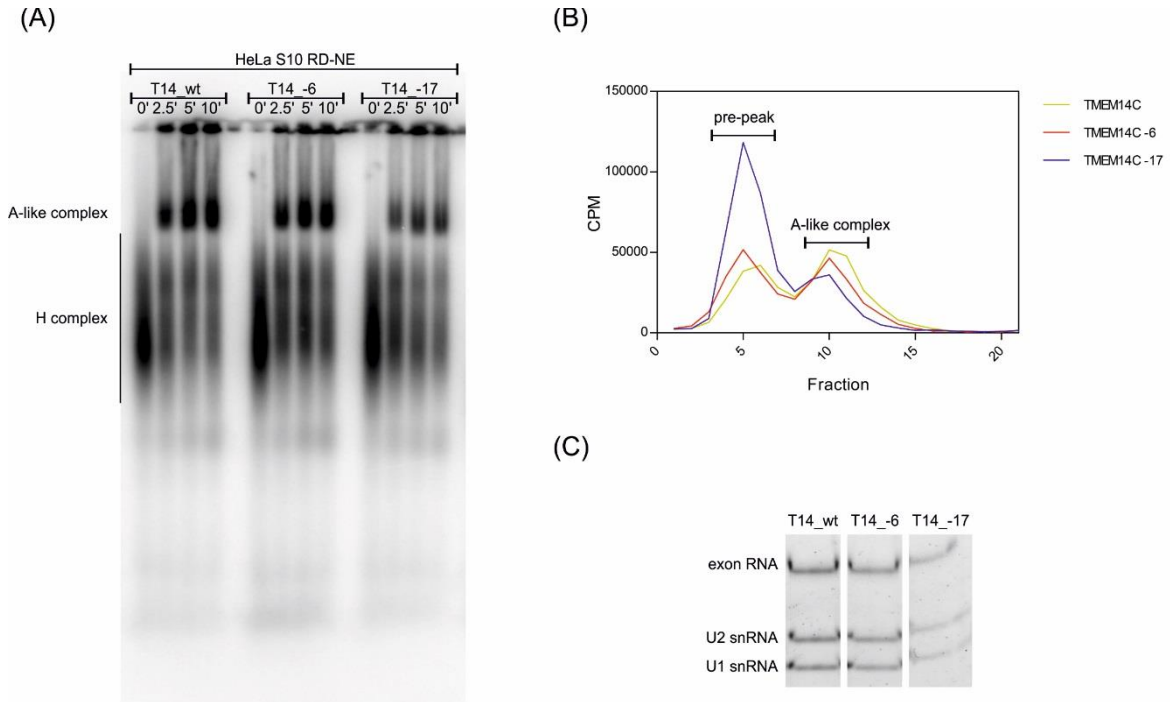 (A)
HeLa S10 RD-NE
T14_wt T14_-6 T14_-17
0' 2.5' 5' 10' 0' 2.5' 5' 10' 0' 2.5' 5' 10'
A-like complex
H complex
(B)
150000
100000
50000
0
CPM
pre-peak
A-like complex
0 5 10 15 20
Fraction
TMEM14C
TMEM14C -6
TMEM14C -17
(C)
T14_wt T14_-6 T14_-17
exon RNA
U2 snRNA
U1 snRNA